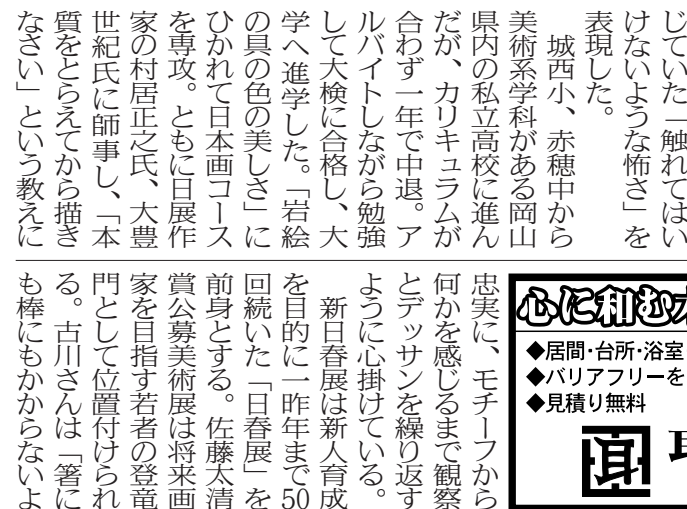 じていた「触れてはい
けないような怖さ」を
表現した。
城西小、赤穂中から
美術系学科がある岡山
県内の私立高校に進ん
だが、カリキュラムが
合わず一年で中退。ア
ルバイトしながら勉強
して大検に合格し、大
学へ進学した。「岩絵
の具の色の美しさ」に
ひかれて日本画コース
を専攻。ともに日展作
家の村居正之氏、大豊
世紀氏に師事し、「本
質をとらえてから描き
なさい」という教えに
忠実に、モチーフから
何かを感じるまで観察
とデッサンを繰り返す
ように心掛けている。
新日春展は新人育成
を目的に一昨年まで50
回続いた「日春展」を
前身とする。佐藤太清
賞公募美術展は将来画
家を目指す若者の登竜
門として位置付けられ
る。古川さんは「箸に
も棒にもかからないよ
心に和む
◆居間・台所・浴室
◆バリアフリーを
◆見積り無料